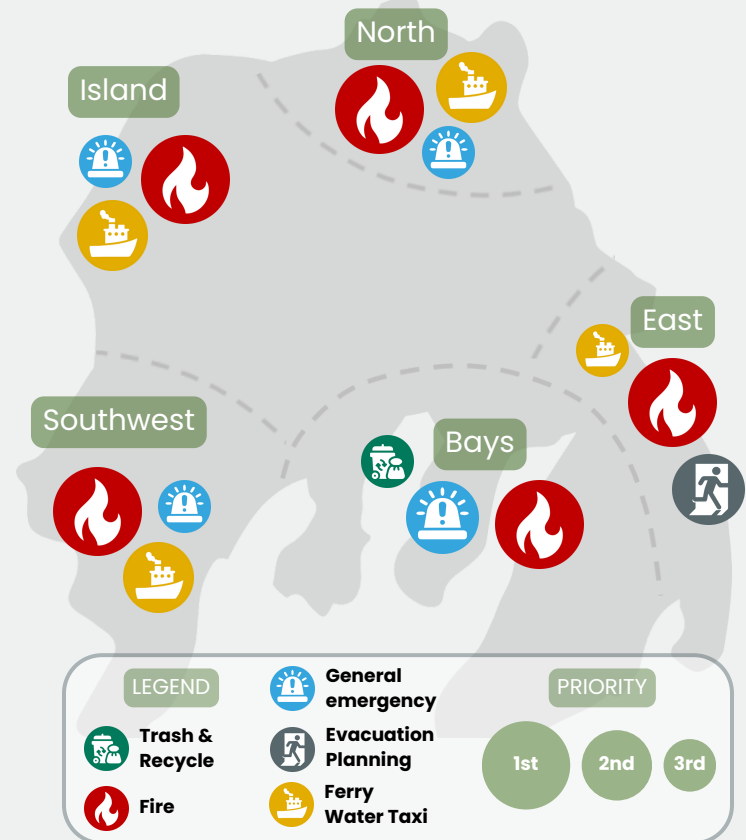 North
Island
East
Southwest
Bays
LEGEND
General
emergency
PRIORITY
Trash &
Recycle
Evacuation
Planning
1st
2nd
3rd
Fire
Ferry
Water Taxi